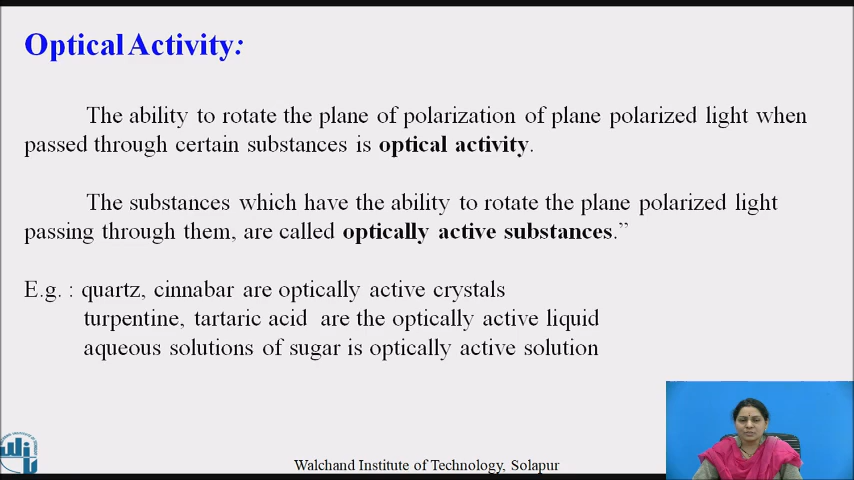 Optical Activity:
The ability to rotate the plane of polarization of plane polarized light when
passed through certain substances is optical activity.
The substances which have the ability to rotate the plane polarized light
passing through them, are called optically active substances.”
E.g. : quartz, cinnabar are optically active crystals
turpentine, tartaric acid are the optically active liquid
aqueous solutions of sugar is optically active solution
Walchand Institute of Technology, Solapur